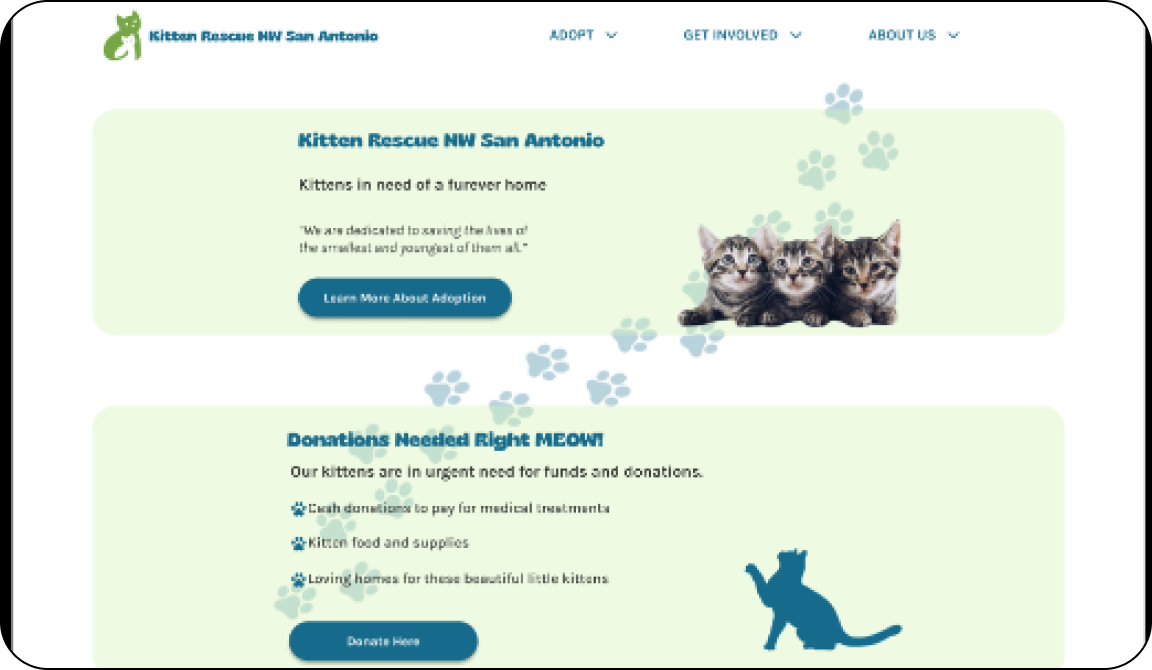 Kitten Rescue NW San Antonio
ADOPT
GET INVOLVED
ABOUT US
Kitten Rescue NW San Antonio
Kittens in need of a furever home
"We are dedicated to saving the lives of
the smallest and youngest of them all."
Learn More About Adoption
Donations Needed Right MEOW!
Our kittens are in urgent need for funds and donations.
Cash donations to pay for medical treatments
Kitten food and supplies
Loving homes for these beautiful little kittens
Donate Here